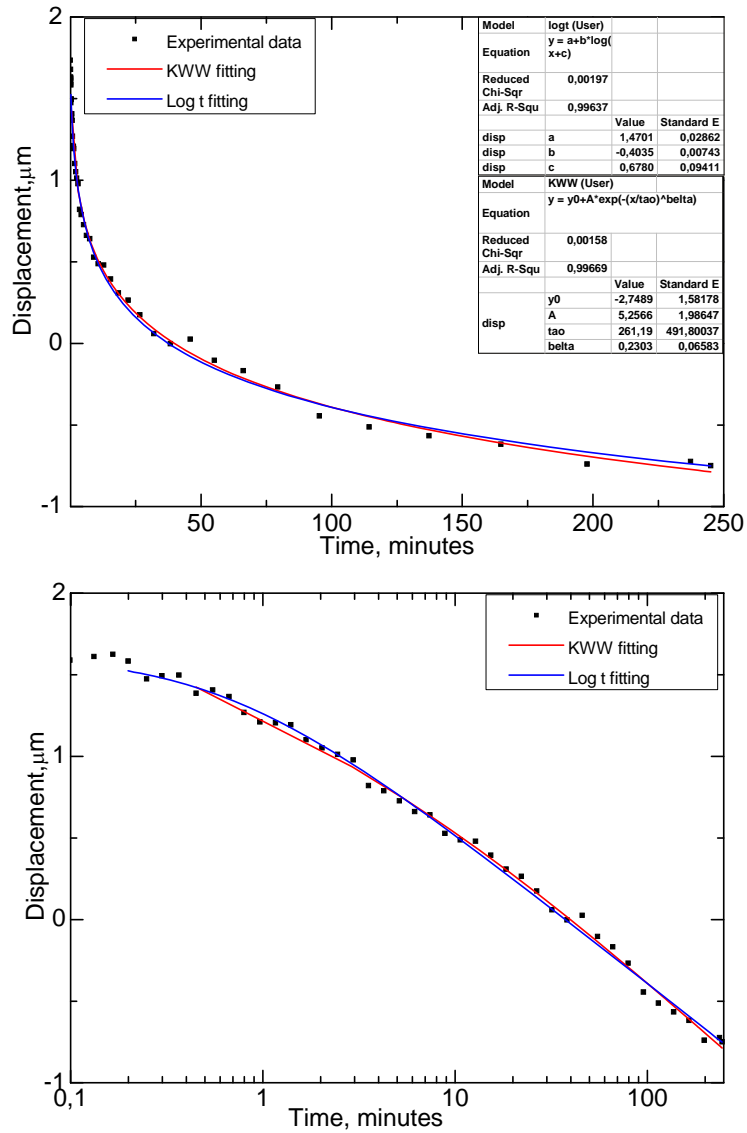 2
1
0
-1
Displacement,µm
50
100
150
200
250
Time, minutes
Experimental data
KWW fitting
Log t fitting
Model logt (User)
Equation y = a+b*log(
x+c)
Reduced 0,00197
Chi-Sqr
Adj. R-Squ 0,99637
Value Standard E
disp a 1,4701 0,02862
disp b -0,4035 0,00743
disp c 0,6780 0,09411
Model KWW (User)
Equation y = y0+A*exp(-(x/tao)^belta)
Reduced 0,00158
Chi-Sqr
Adj. R-Squ 0,99669
Value Standard E
disp y0 -2,7489 1,58178
A 5,2566 1,98647
tao 261,19 491,80037
belta 0,2303 0,06583
2
1
0
-1
Displacement,µm
0,1
1
10
100
Time, minutes
Experimental data
KWW fitting
Log t fitting